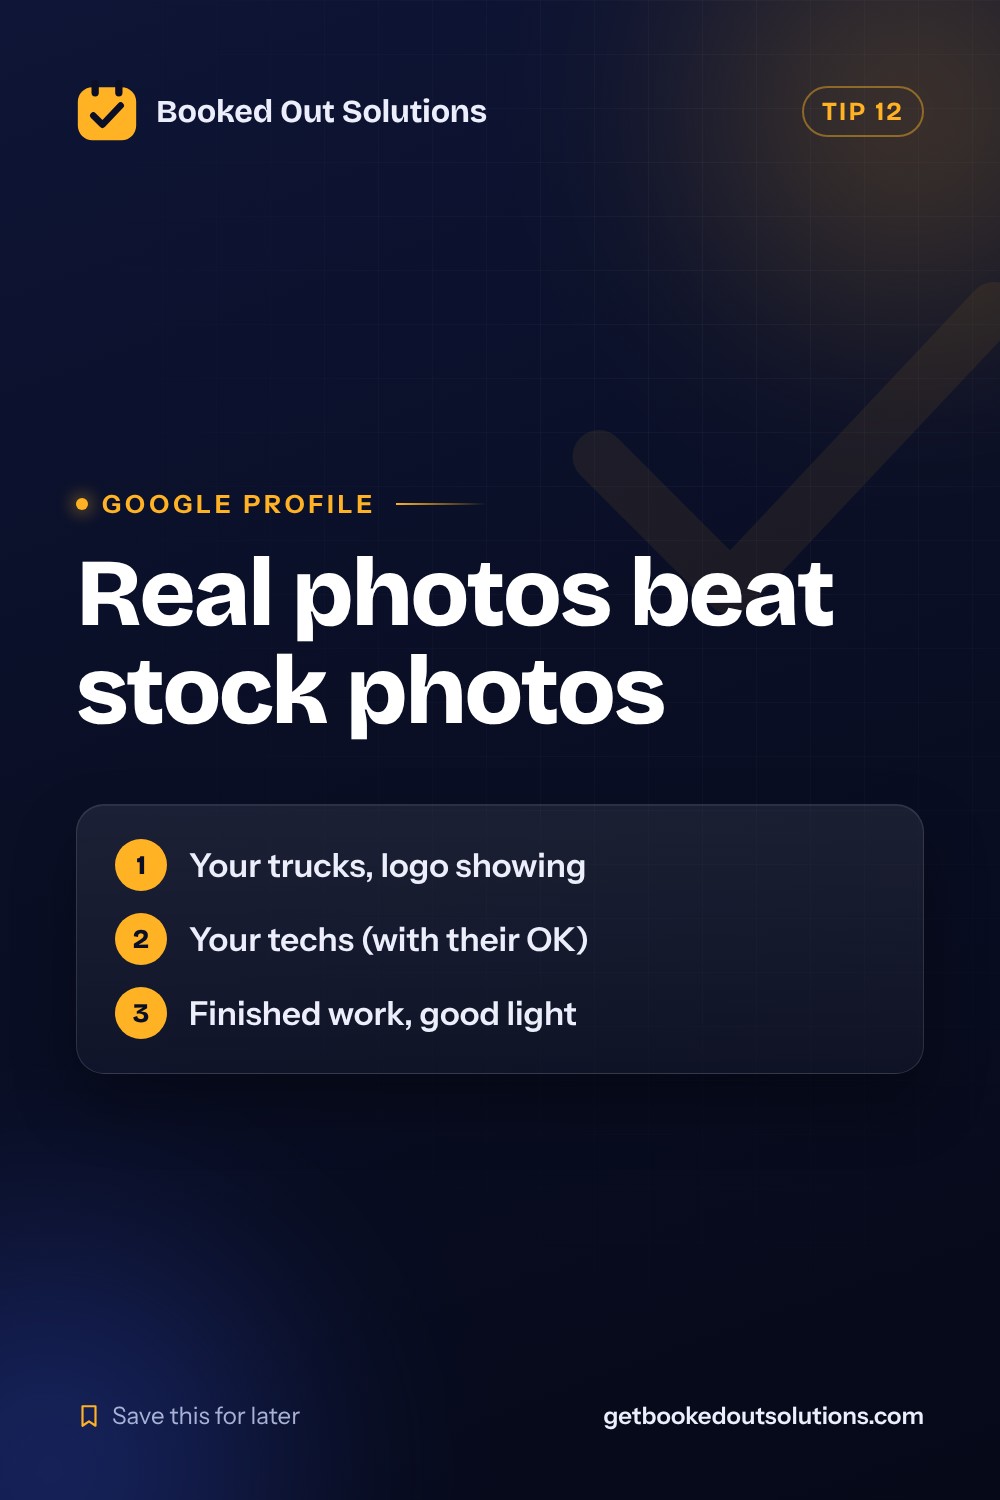 Booked Out Solutions
TIP 12
GOOGLE PROFILE
Real photos beat
stock photos
1 Your trucks, logo showing
2 Your techs (with their OK)
3 Finished work, good light
Save this for later
getbookedoutsolutions.com